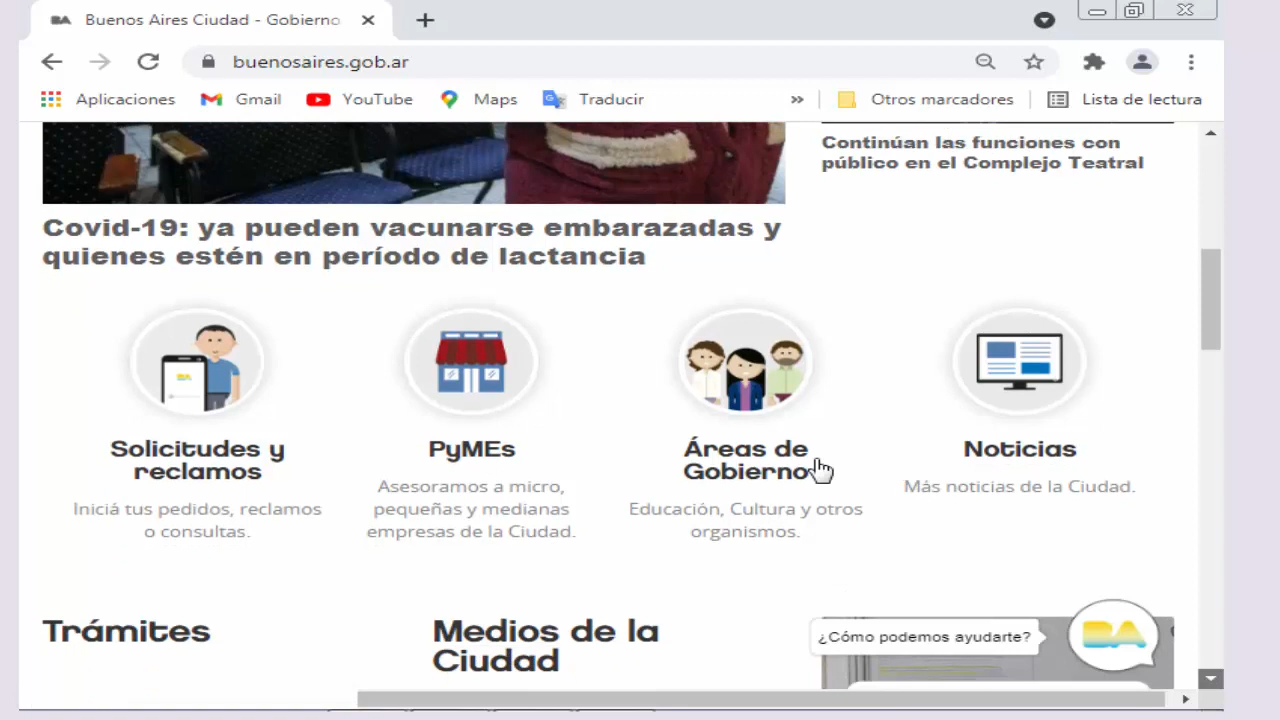 BA Buenos Aires Ciudad - Gobierno
buenosaires.gob.ar
Aplicaciones Gmail YouTube Maps Traducir » Otros marcadores Lista de lectura
Continúan las funciones con
público en el Complejo Teatral
Covid-19: ya pueden vacunarse embarazadas y
quienes estén en período de lactancia
Solicitudes y
reclamos
Iniciá tus pedidos, reclamos
o consultas.
PyMEs
Asesoramos a micro,
pequeñas y medianas
empresas de la Ciudad.
Áreas de
Gobierno
Educación, Cultura y otros
organismos.
Noticias
Más noticias de la Ciudad.
Trámites
Medios de la
Ciudad
¿Cómo podemos ayudarte?
BA